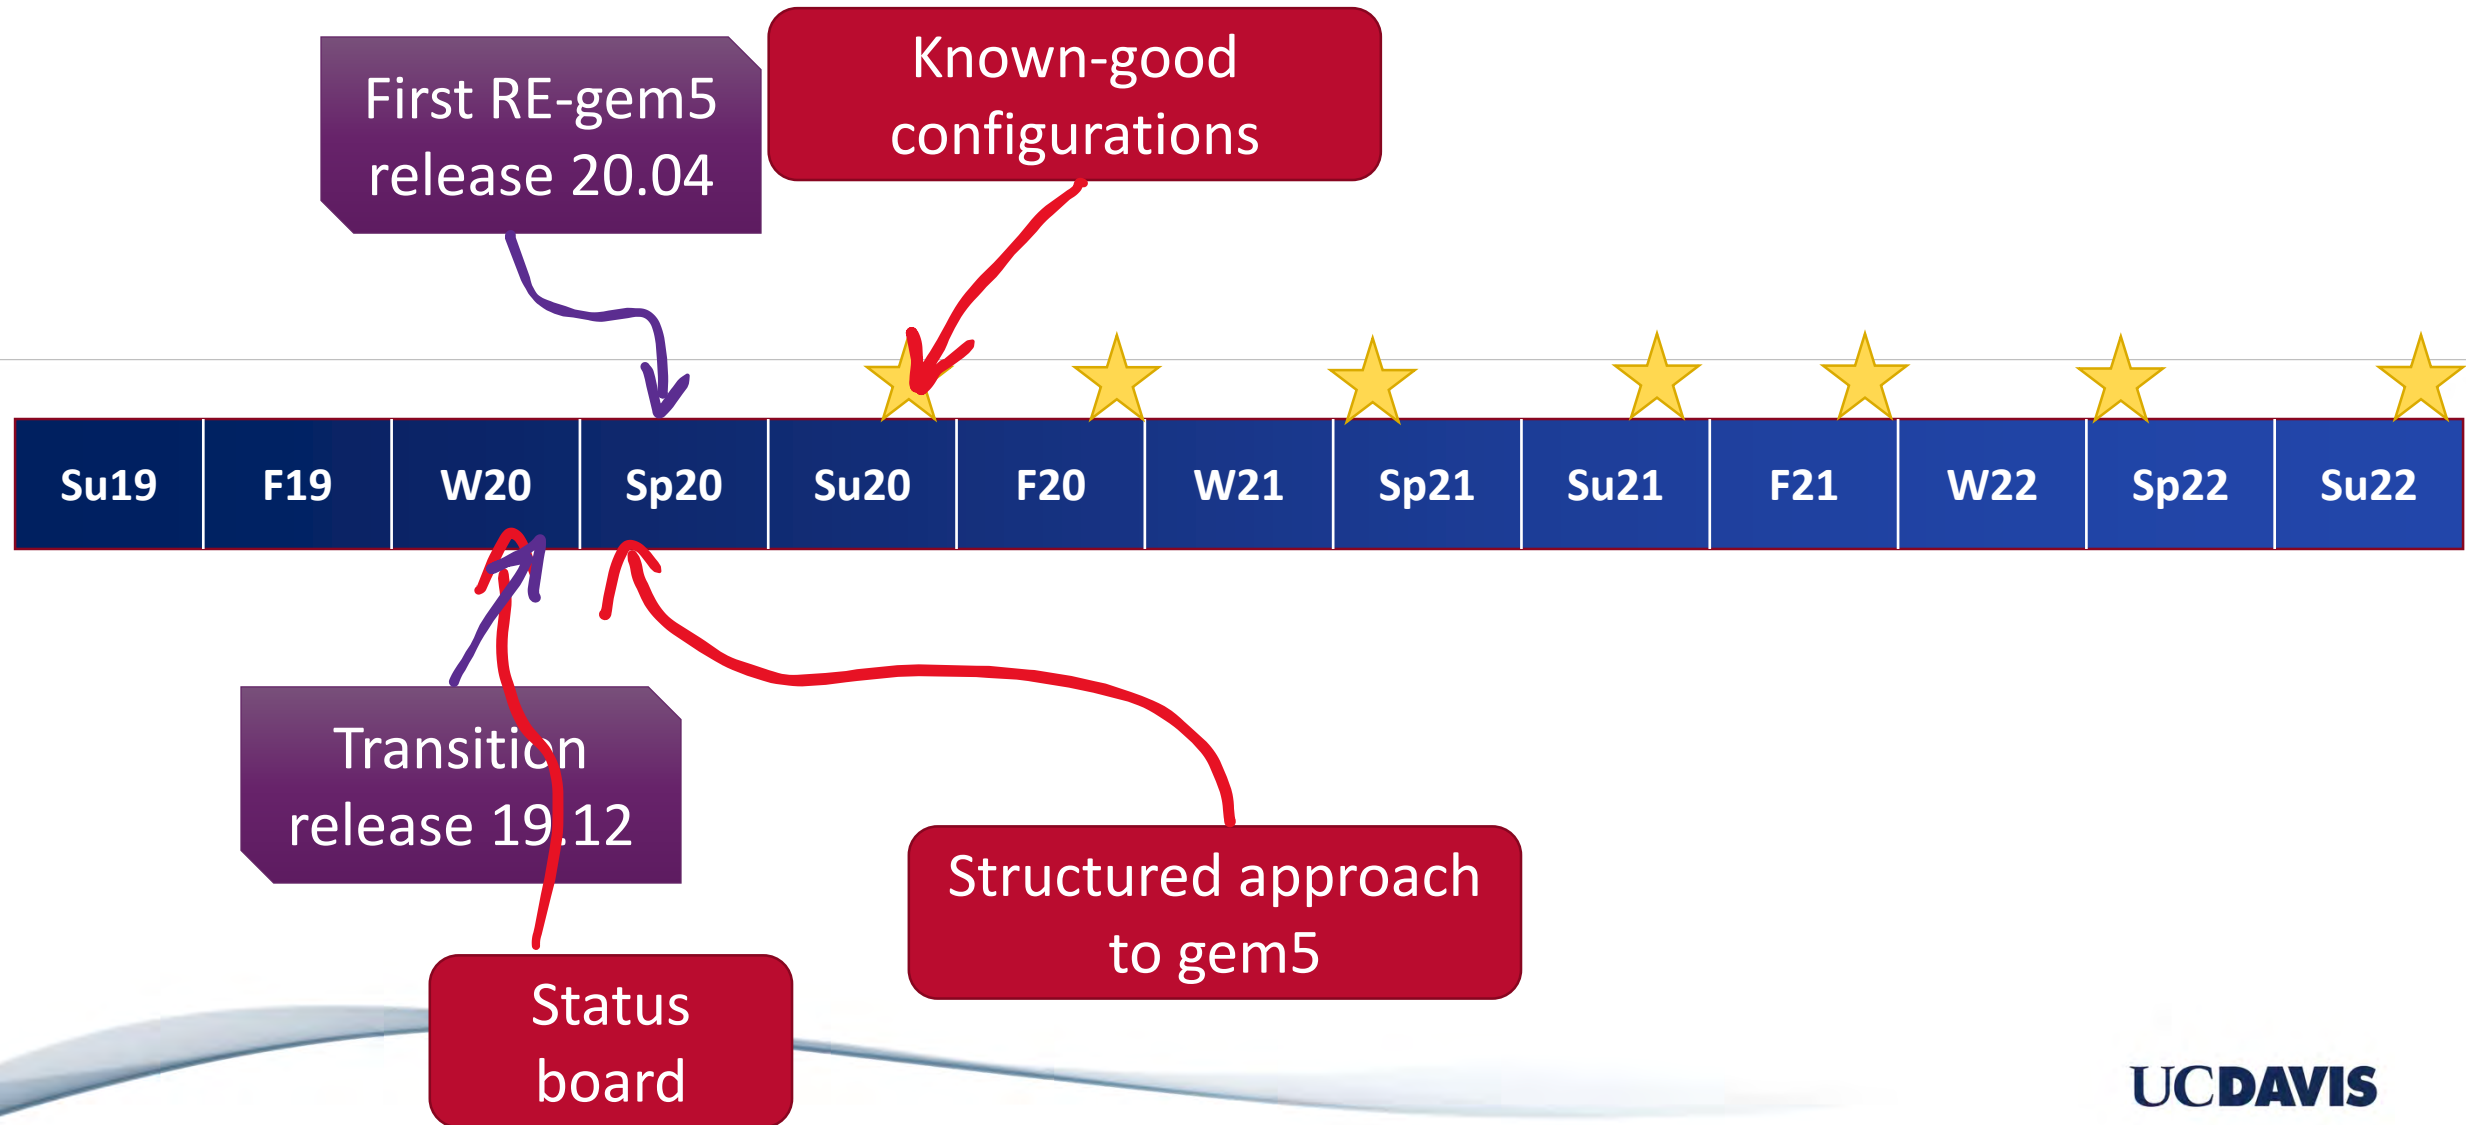 First RE-gem5
release 20.04
Known-good
configurations
Su19
F19
W20
Sp20
Su20
F20
W21
Sp21
Su21
F21
W22
Sp22
Su22
Transition
release 19.12
Structured approach
to gem5
Status
board
UCDAVIS